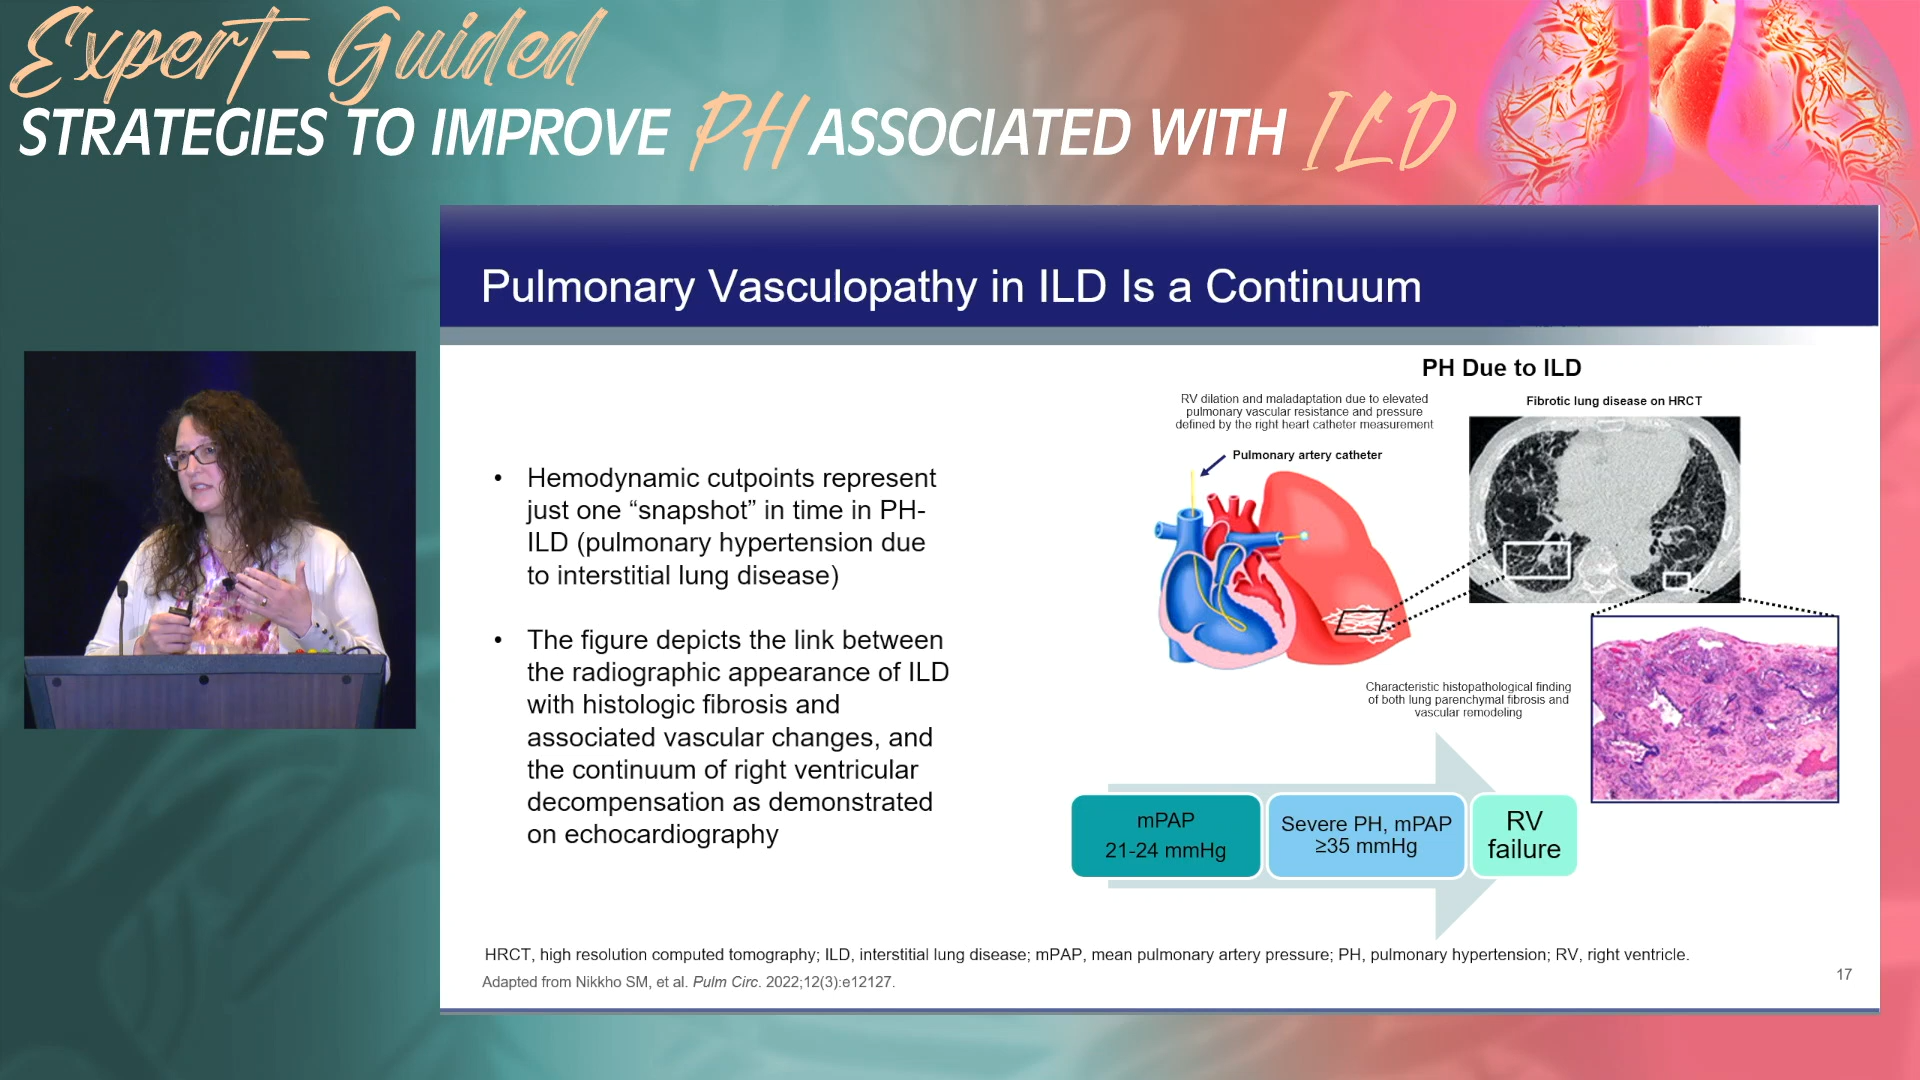 Expert-Guided
STRATEGIES TO IMPROVE PH ASSOCIATED WITH ILD
Pulmonary Vasculopathy in ILD Is a Continuum
• Hemodynamic cutpoints represent
just one “snapshot” in time in PH-
ILD (pulmonary hypertension due
to interstitial lung disease)
• The figure depicts the link between
the radiographic appearance of ILD
with histologic fibrosis and
associated vascular changes, and
the continuum of right ventricular
decompensation as demonstrated
on echocardiography
PH Due to ILD
RV dilation and maladaptation due to elevated
pulmonary vascular resistance and pressure
defined by the right heart catheter measurement
Pulmonary artery catheter
Fibrotic lung disease on HRCT
Characteristic histopathological finding
of both lung parenchymal fibrosis and
vascular remodeling
mPAP
21-24 mmHg
Severe PH, mPAP
≥35 mmHg
RV
failure
HRCT, high resolution computed tomography; ILD, interstitial lung disease; mPAP, mean pulmonary artery pressure; PH, pulmonary hypertension; RV, right ventricle.
Adapted from Nikkho SM, et al. Pulm Circ. 2022;12(3):e12127.
17